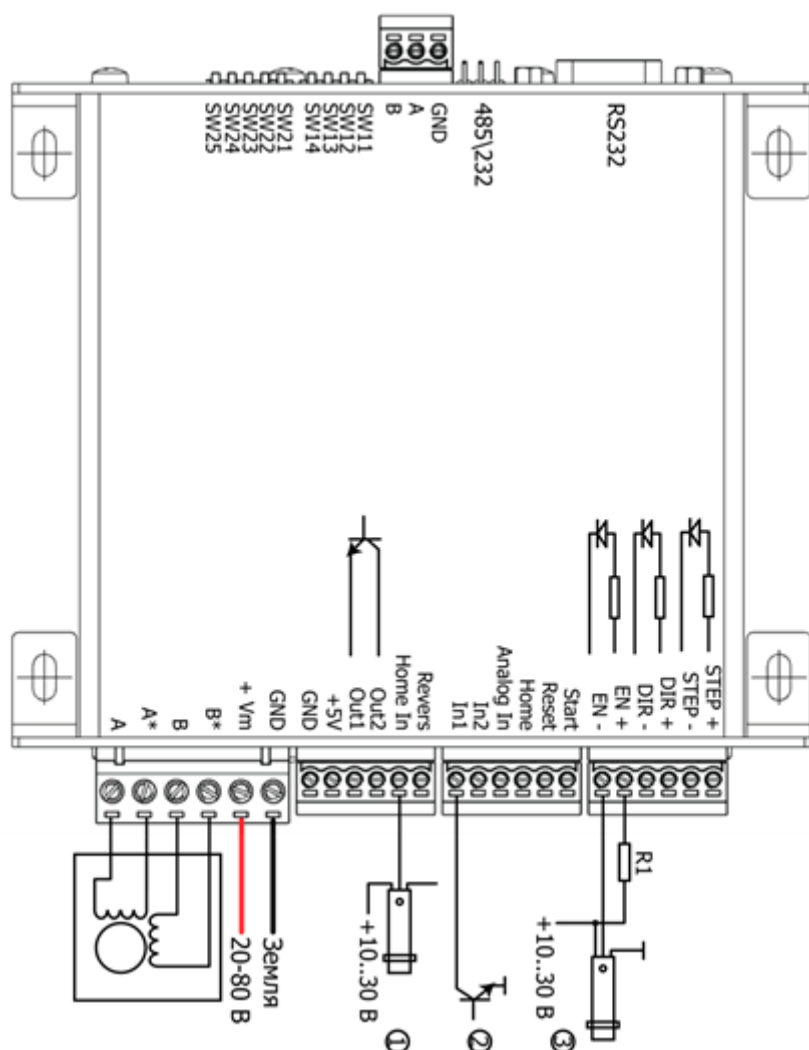 SW25
SW24
SW23
SW22
SW21
SW14
SW13
SW12
SW11
B
A
GND
485\232
RS232
A
A*
B
B*
+ Vm
GND
GND
+5V
Out1
Out2
Home In
Revers
In1
In2
Analog In
Home
Reset
Start
EN -
EN +
DIR -
DIR +
STEP -
STEP +
20-80 В
Земля
+10..30 В
1
2
+10..30 В
3
R1